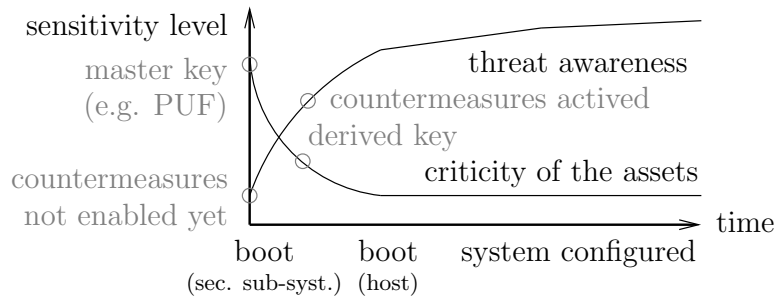 sensitivity level
master key
(e.g. PUF)
threat awareness
countermeasures actived
derived key
criticity of the assets
countermeasures
not enabled yet
time
boot
(sec. sub-syst.)
boot
(host)
system configured